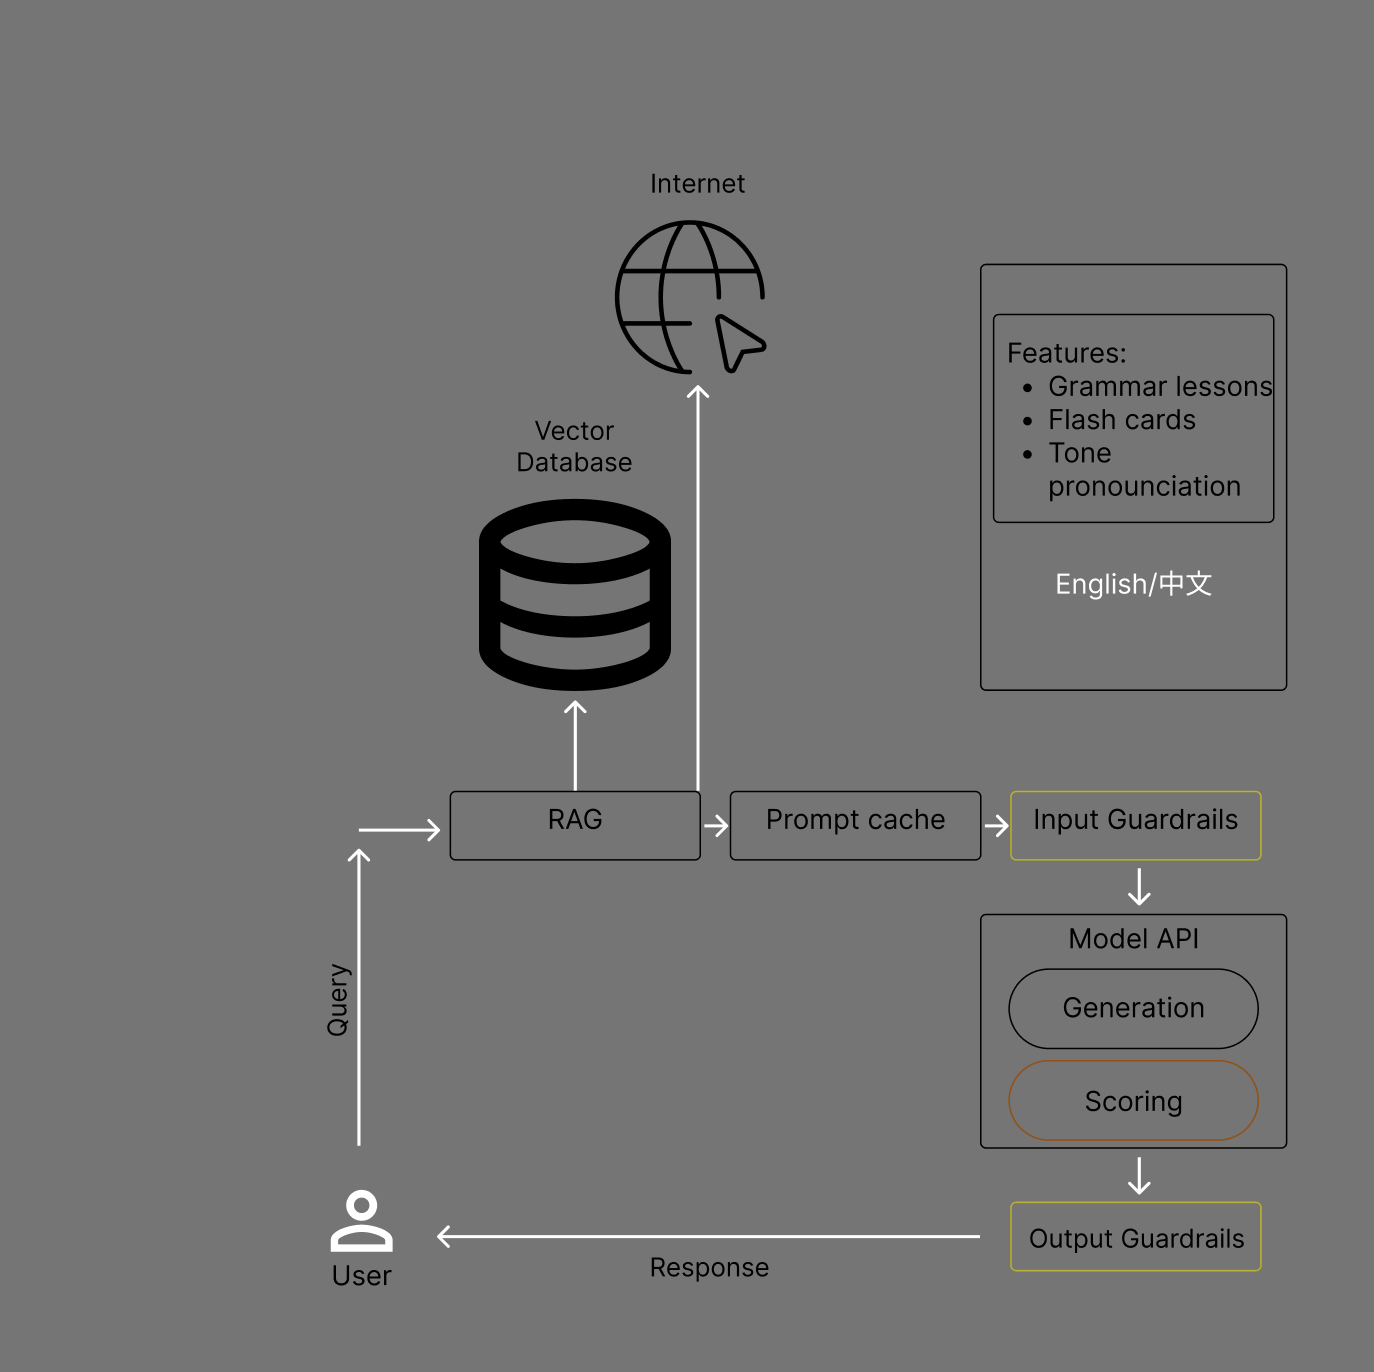 Internet
Vector
Database
Features:
Grammar lessons
Flash cards
Tone
pronounciation
English/中文
RAG
Prompt cache
Input Guardrails
Model API
Generation
Scoring
Query
Output Guardrails
Response
User